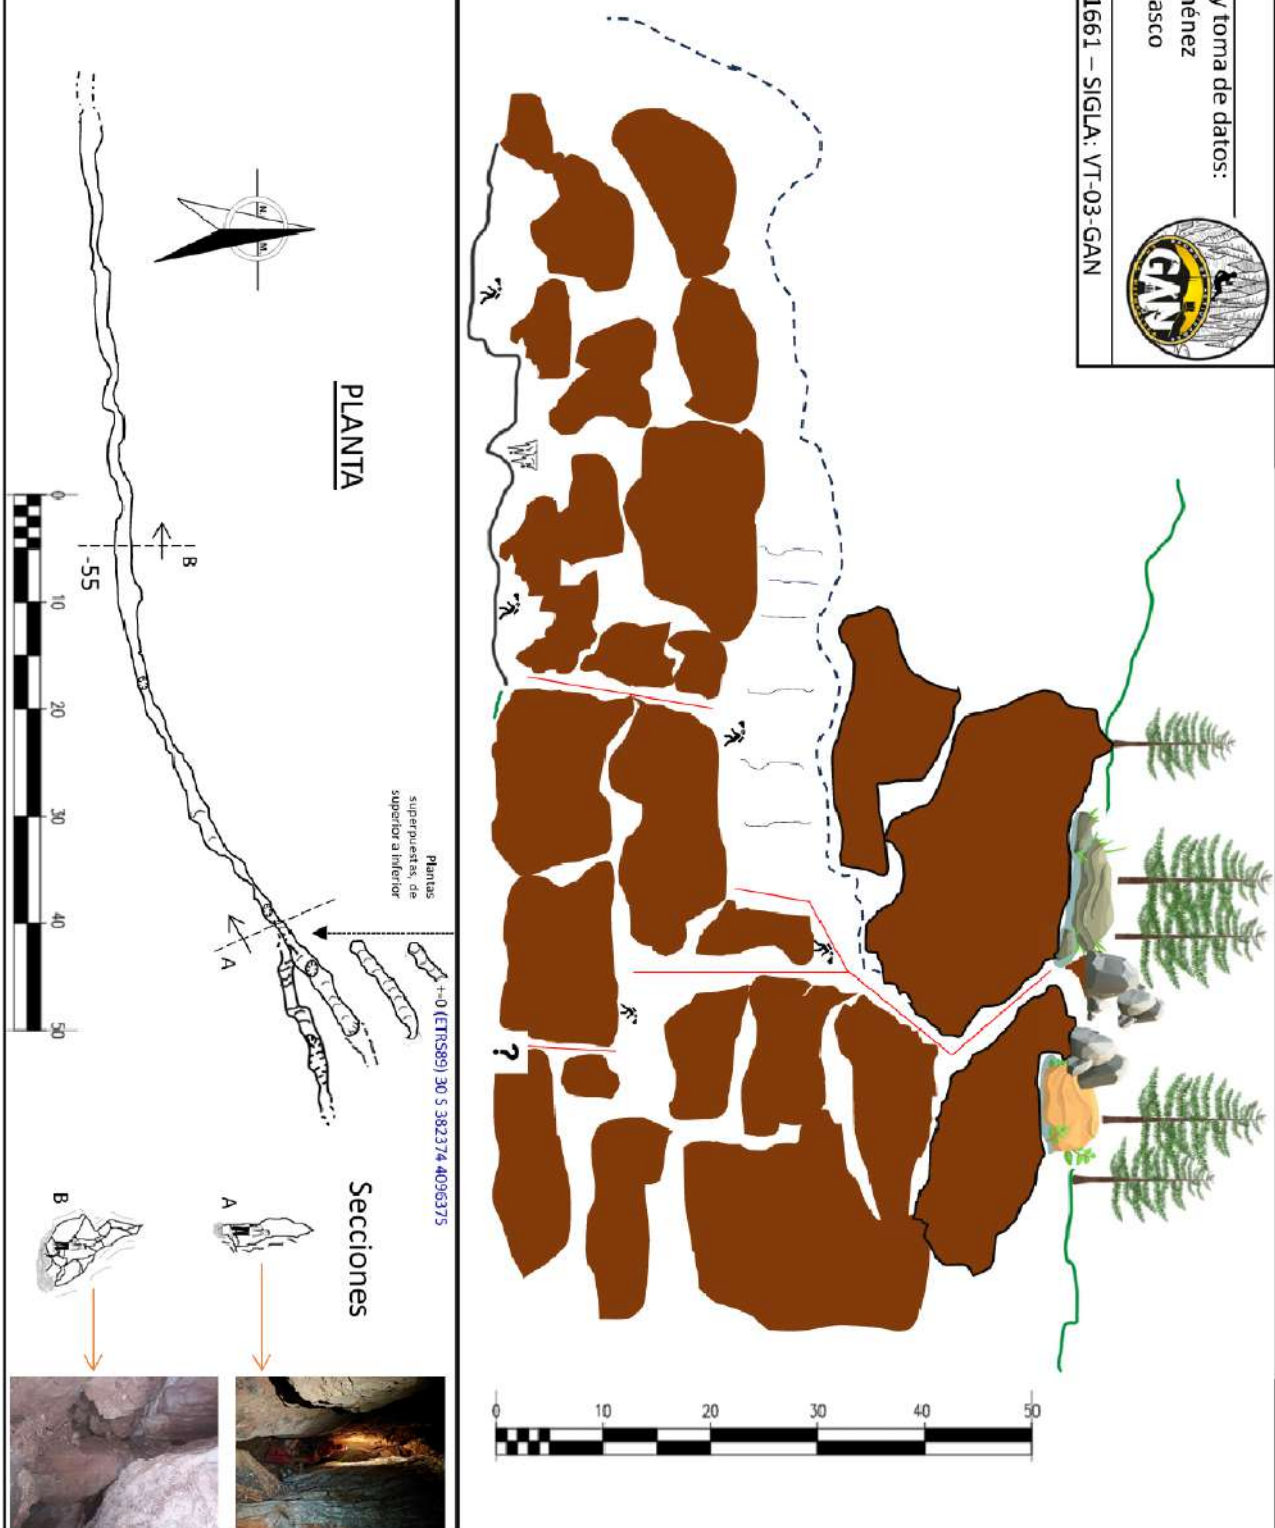 y toma de datos:
nénez
asco
1661 – SIGLA: VT-03-GAN
GAN
N. M.
PLANTA
0 10 20 30 40 50
B
-55
A
Plantas
superpuestas, de
superior a inferior
+-0 (ETRS89) 30 S 382374 4096375
Secciones
A
B
?
0 10 20 30 40 50